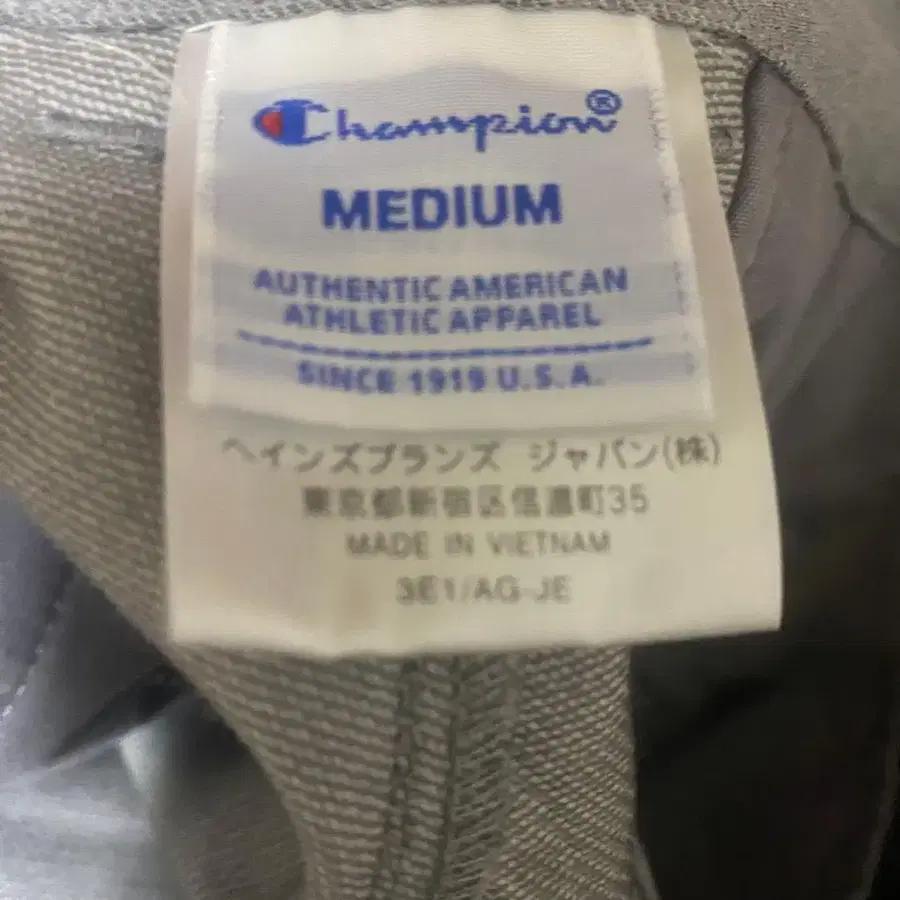 Champion®
MEDIUM
AUTHENTIC AMERICAN
ATHLETIC APPAREL
SINCE 1919 U.S.A.
ヘインズブランズ ジャパン(株)
東京都新宿区信濃町35
MADE IN VIETNAM
3E1/AG-JE